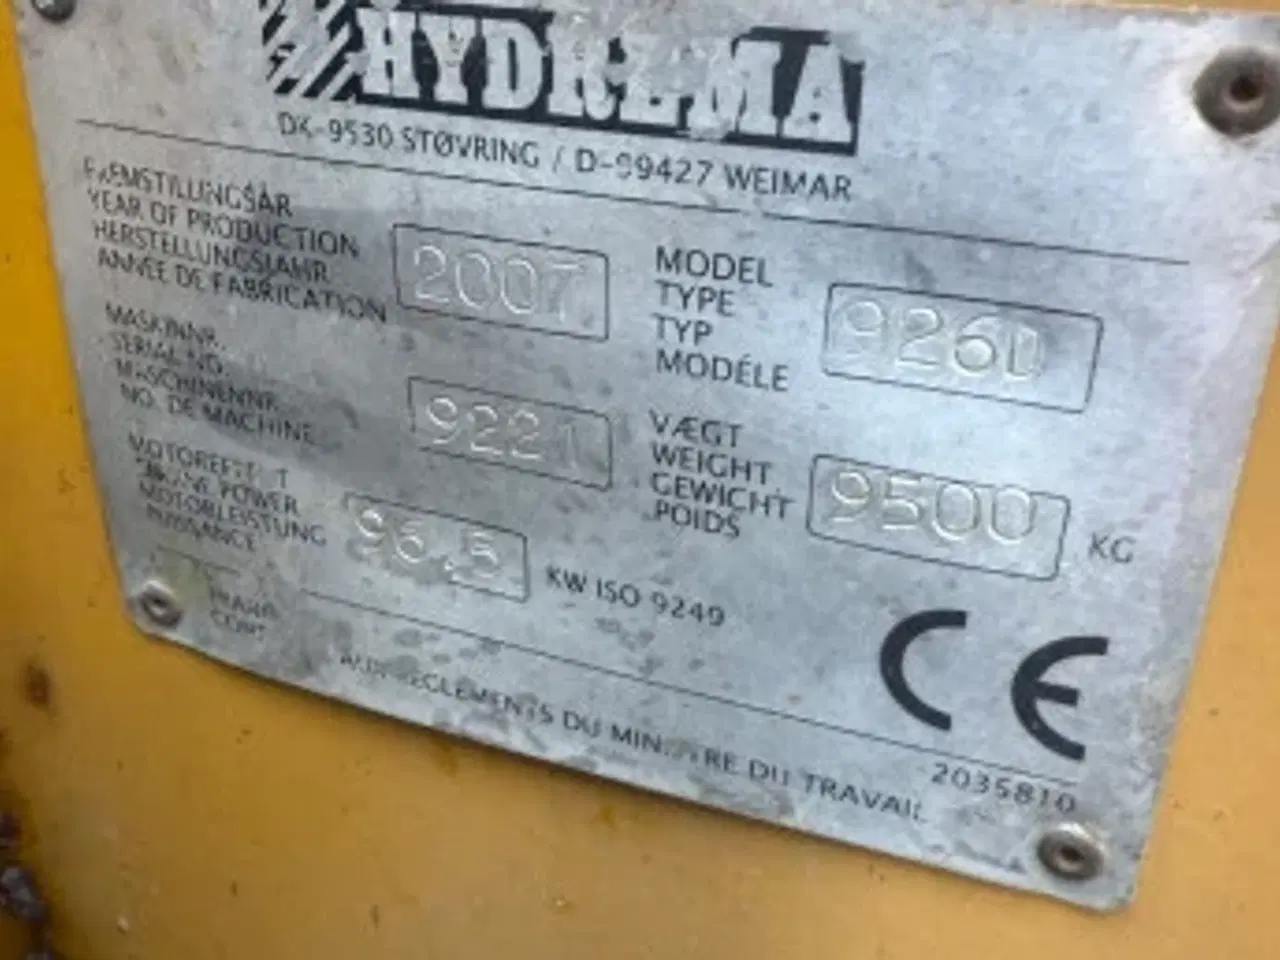 HYDREMA
DK-9530 STØVRING / D-99427 WEIMAR
FREMSTILLINGSÅR
YEAR OF PRODUCTION
HERSTELLUNGSJAHR
ANNÉE DE FABRICATION
2007
MODEL
TYPE
TYP
MODÉLE
926D
MASKINNR.
SERIAL NO.
MASCHINENNR.
NO. DE MACHINE
9221
VÆGT
WEIGHT
GEWICHT
POIDS
9500 KG
MOTOREFFEKT
ENGINE POWER
MOTORLEISTUNG
PUISSANCE
96.5 KW ISO 9249
CE
AUX REGLEMENTS DU MINISTRE DU TRAVAIL
2035810